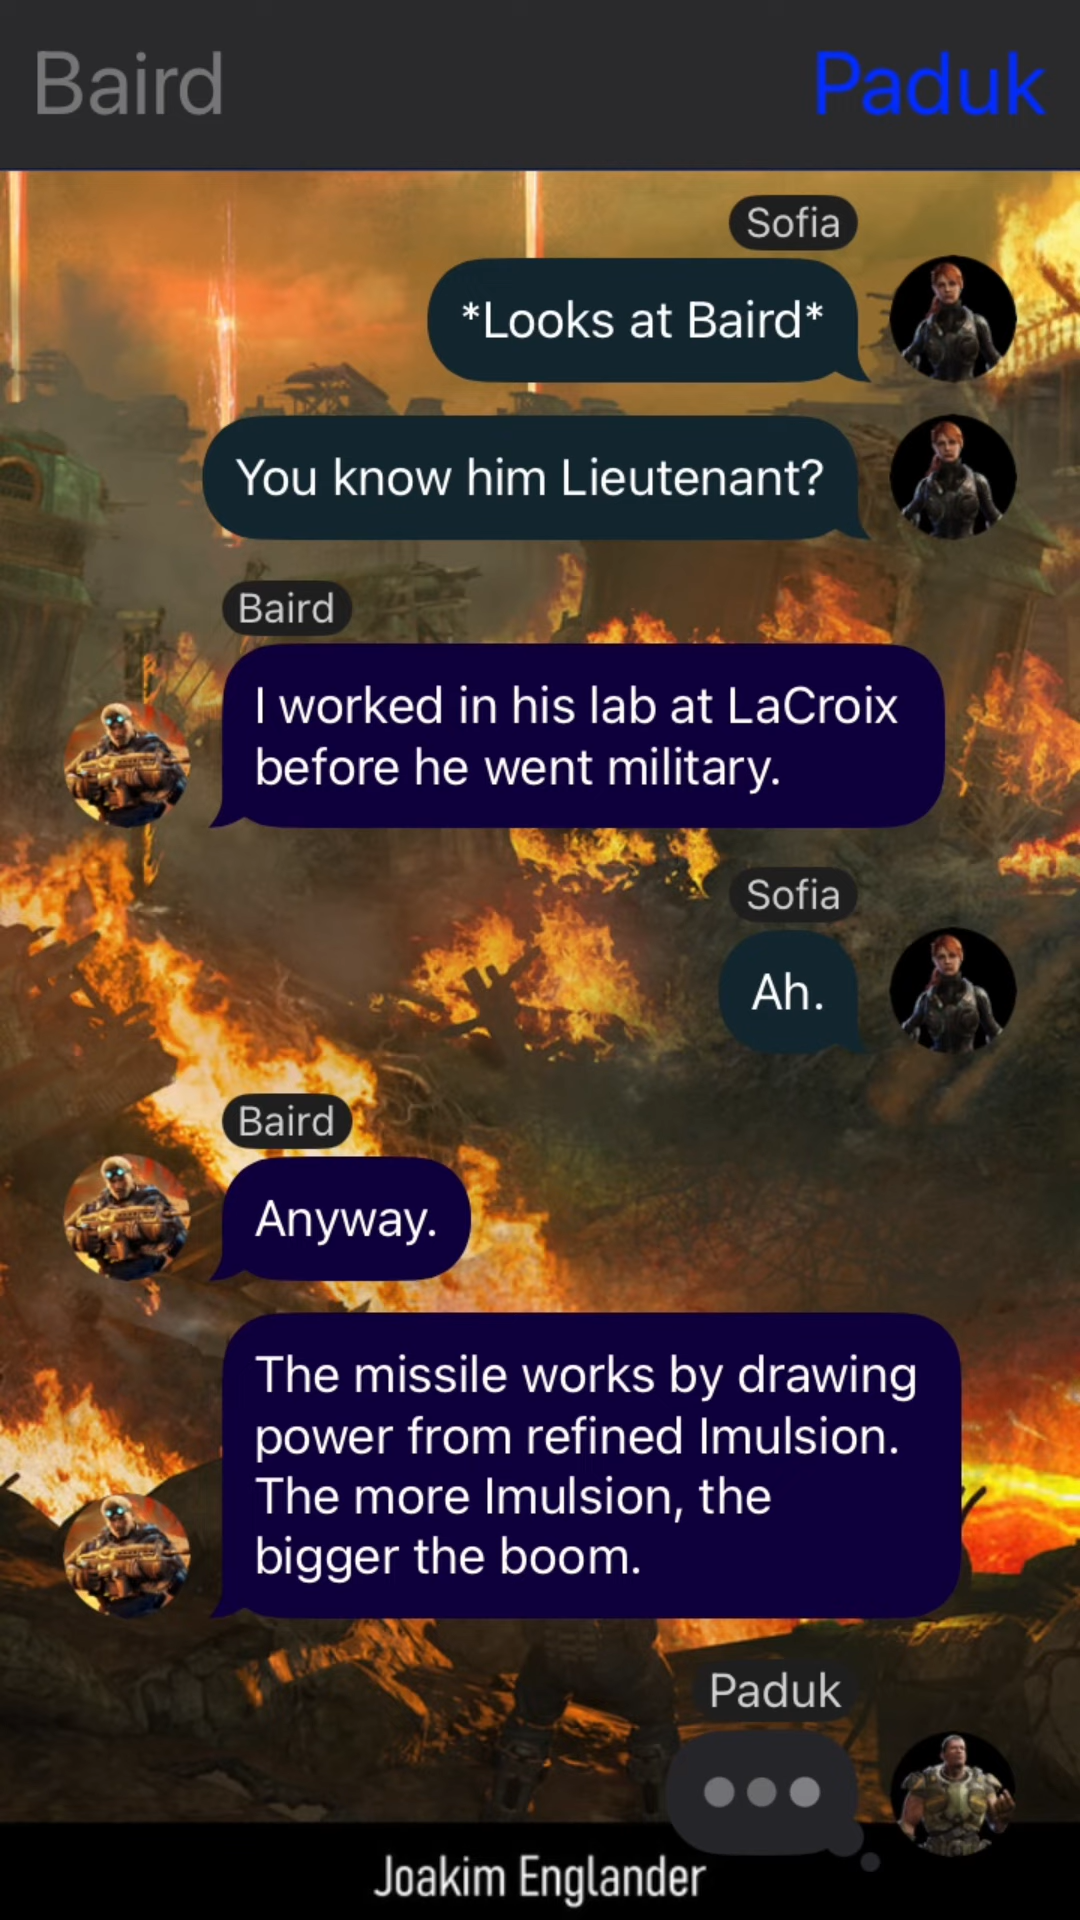 Baird
Paduk
Sofia
*Looks at Baird*
You know him Lieutenant?
Baird
I worked in his lab at LaCroix
before he went military.
Sofia
Ah.
Baird
Anyway.
The missile works by drawing
power from refined Imulsion.
The more Imulsion, the
bigger the boom.
Paduk
Joakim Englander